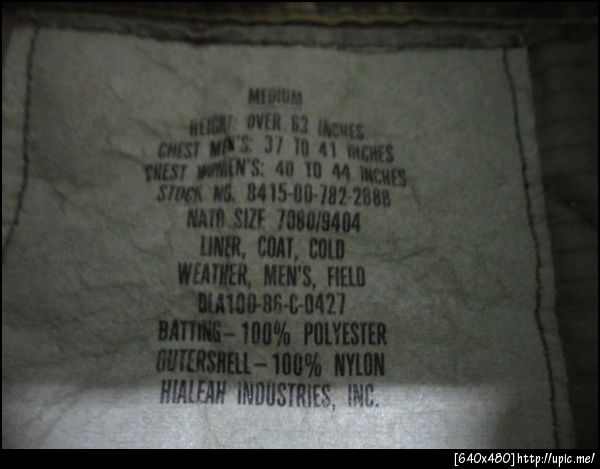 MEDIUM
HEIGHT: OVER 63 INCHES
CHEST MEN'S: 37 TO 41 INCHES
CHEST WOMEN'S: 40 TO 44 INCHES
STOCK NO. 8415-00-782-2888
NATO SIZE 7080/9404
LINER, COAT, COLD
WEATHER, MEN'S, FIELD
DLA100-86-C-0427
BATTING-100% POLYESTER
OUTERSHELL-100% NYLON
HIALEAH INDUSTRIES, INC.
[640x480]http://upic.me/